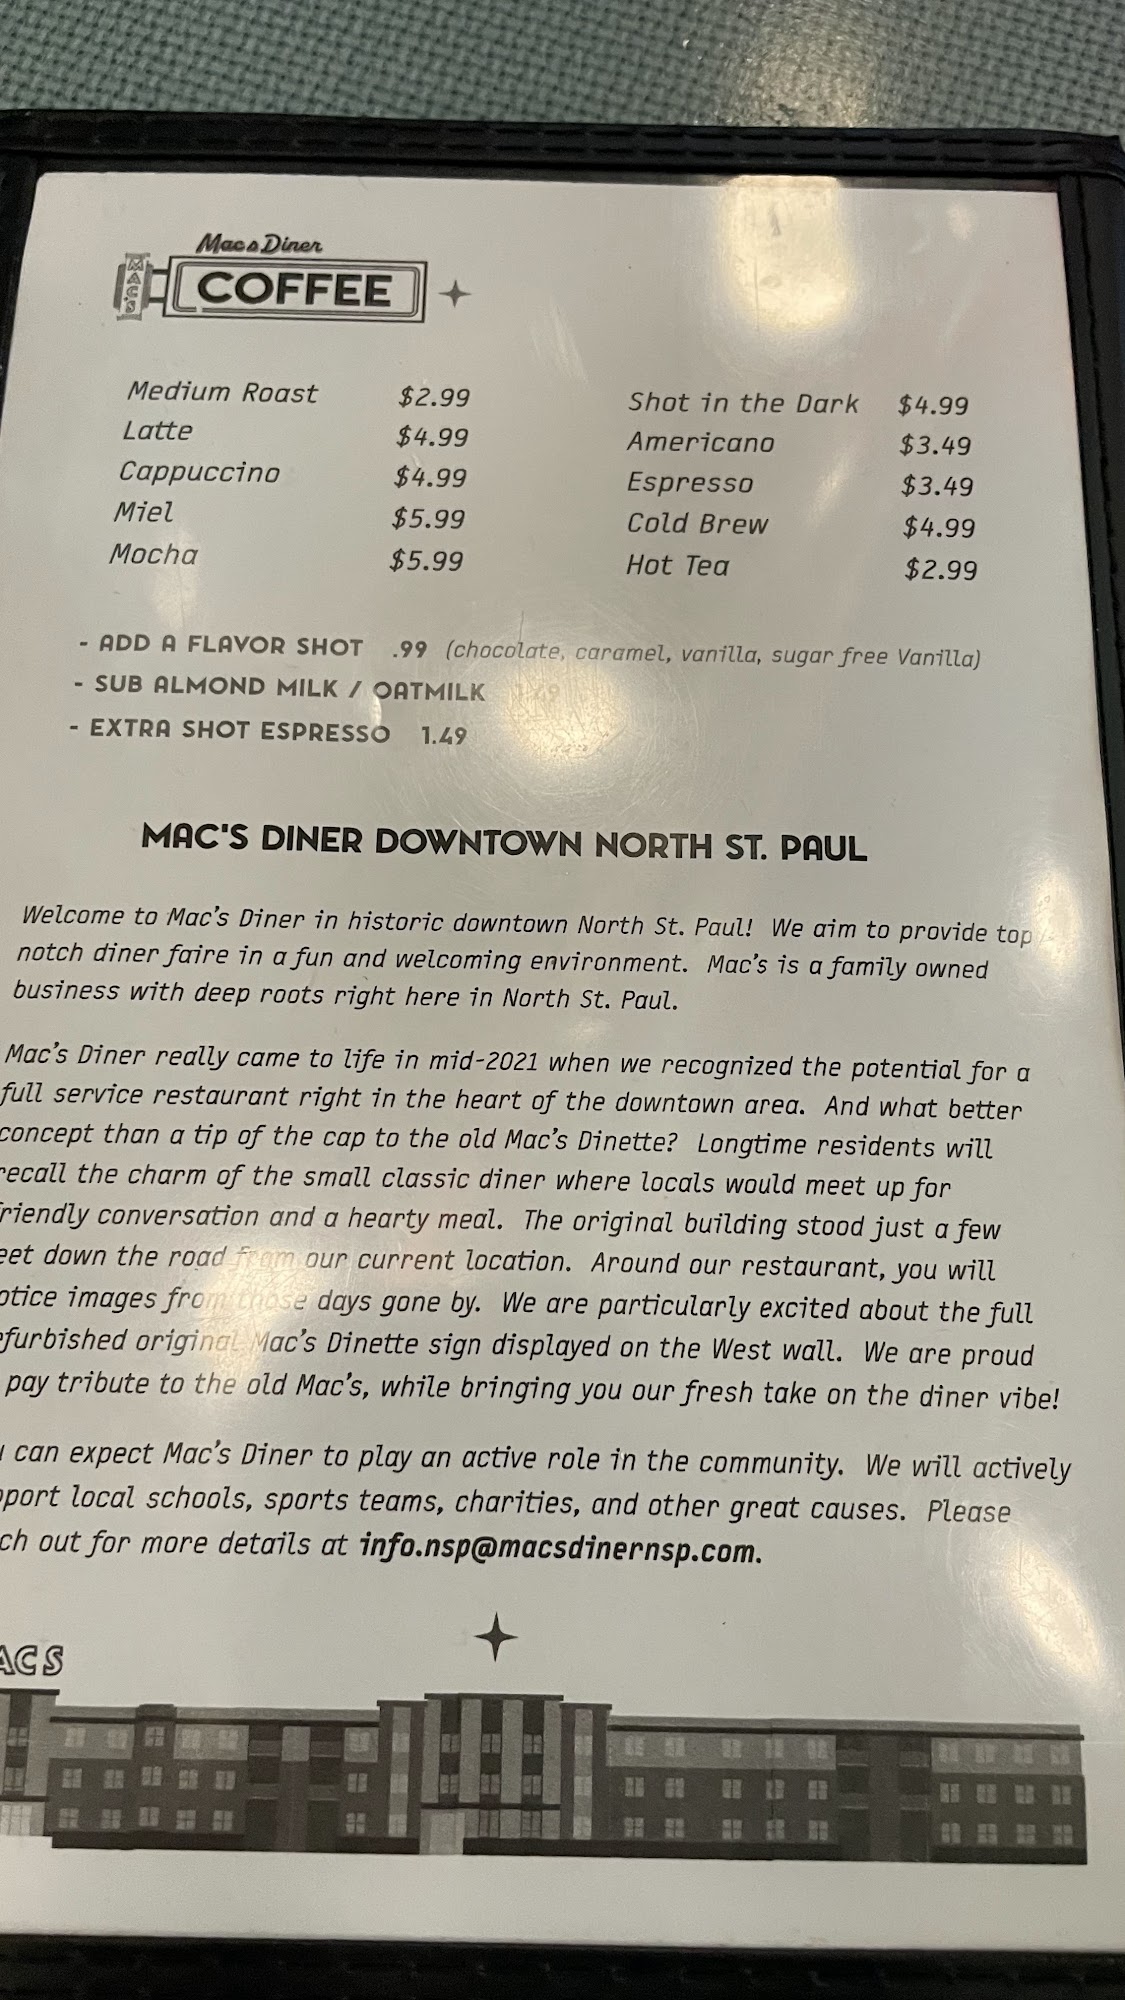 Mac's Diner
MAC'S
COFFEE
Medium Roast $2.99
Latte $4.99
Cappuccino $4.99
Miel $5.99
Mocha $5.99
Shot in the Dark $4.99
Americano $3.49
Espresso $3.49
Cold Brew $4.99
Hot Tea $2.99
- ADD A FLAVOR SHOT .99 (chocolate, caramel, vanilla, sugar free Vanilla)
- SUB ALMOND MILK / OATMILK 1.49
- EXTRA SHOT ESPRESSO 1.49
MAC'S DINER DOWNTOWN NORTH ST. PAUL
Welcome to Mac's Diner in historic downtown North St. Paul! We aim to provide top
notch diner faire in a fun and welcoming environment. Mac's is a family owned
business with deep roots right here in North St. Paul.
Mac's Diner really came to life in mid-2021 when we recognized the potential for a
full service restaurant right in the heart of the downtown area. And what better
concept than a tip of the cap to the old Mac's Dinette? Longtime residents will
recall the charm of the small classic diner where locals would meet up for
friendly conversation and a hearty meal. The original building stood just a few
eet down the road from our current location. Around our restaurant, you will
otice images from those days gone by. We are particularly excited about the full
efurbished original Mac's Dinette sign displayed on the West wall. We are proud
pay tribute to the old Mac's, while bringing you our fresh take on the diner vibe!
u can expect Mac's Diner to play an active role in the community. We will actively
pport local schools, sports teams, charities, and other great causes. Please
ch out for more details at info.nsp@macsdinernsp.com.
ACS